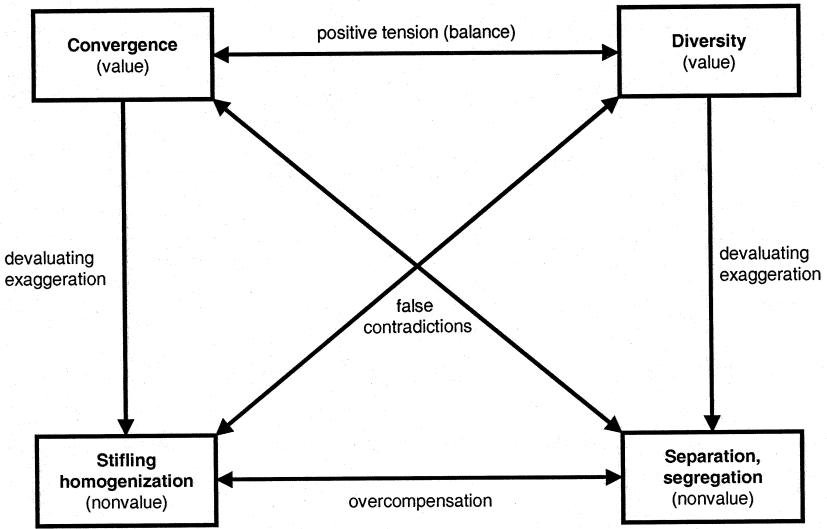 Convergence
(value)
positive tension (balance)
Diversity
(value)
devaluating
exaggeration
devaluating
exaggeration
false
contradictions
Stifling
homogenization
(nonvalue)
overcompensation
Separation,
segregation
(nonvalue)